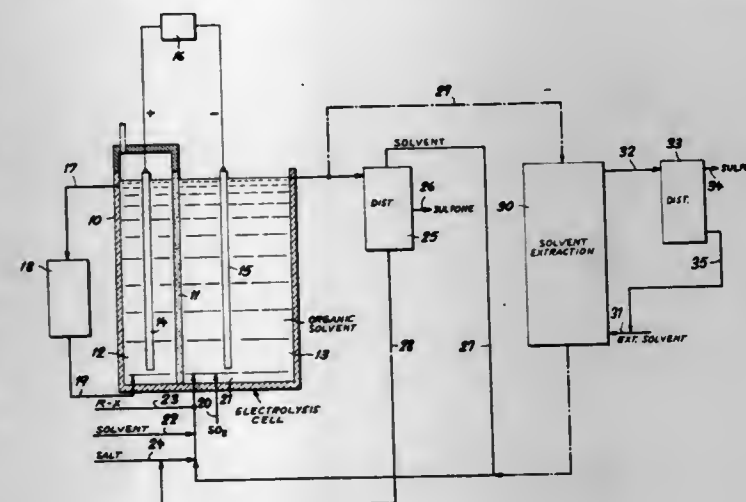 16
+
-
29
17
SOLVENT
32
33
10
26
SULFONE
SULFO
34
DIST.
25
DIST.
90
SOLVENT
EXTRACTION
15
18
11
35
ORGANIC
SOLVENT
14
31
EXT. SOLVENT
12
13
28
27
19
R-X
23
20
21
SO2
ELECTROLYSIS
CELL
SOLVENT
22
SALT
24